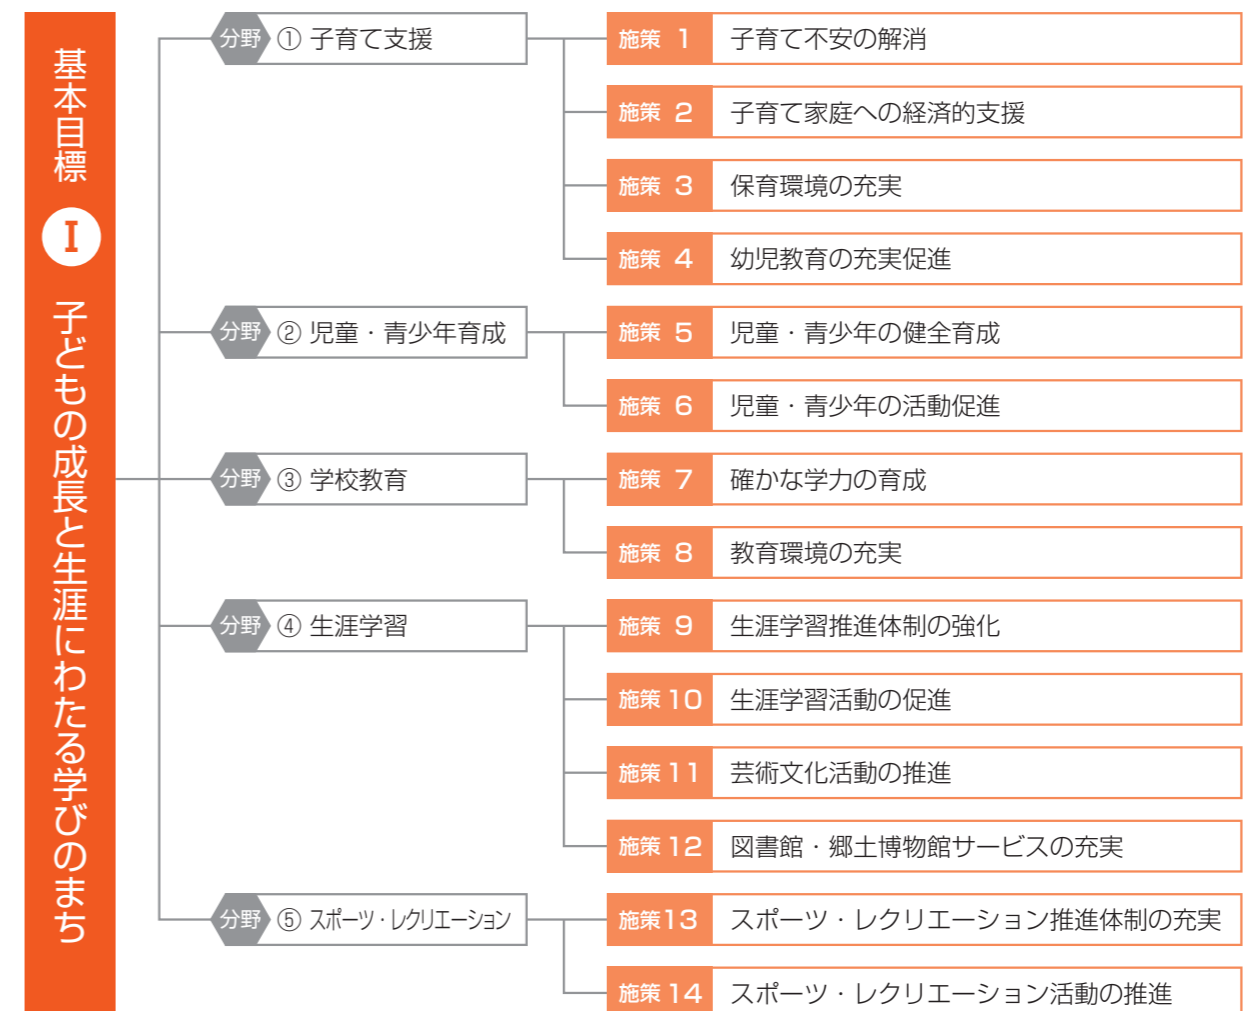 基本目標 Ⅰ 子どもの成長と生涯にわたる学びのまち
分野 ① 子育て支援
施策 1 子育て不安の解消
施策 2 子育て家庭への経済的支援
施策 3 保育環境の充実
施策 4 幼児教育の充実促進
分野 ② 児童・青少年育成
施策 5 児童・青少年の健全育成
施策 6 児童・青少年の活動促進
分野 ③ 学校教育
施策 7 確かな学力の育成
施策 8 教育環境の充実
分野 ④ 生涯学習
施策 9 生涯学習推進体制の強化
施策 10 生涯学習活動の促進
施策 11 芸術文化活動の推進
施策 12 図書館・郷土博物館サービスの充実
分野 ⑤ スポーツ・レクリエーション
施策13 スポーツ・レクリエーション推進体制の充実
施策 14 スポーツ・レクリエーション活動の推進